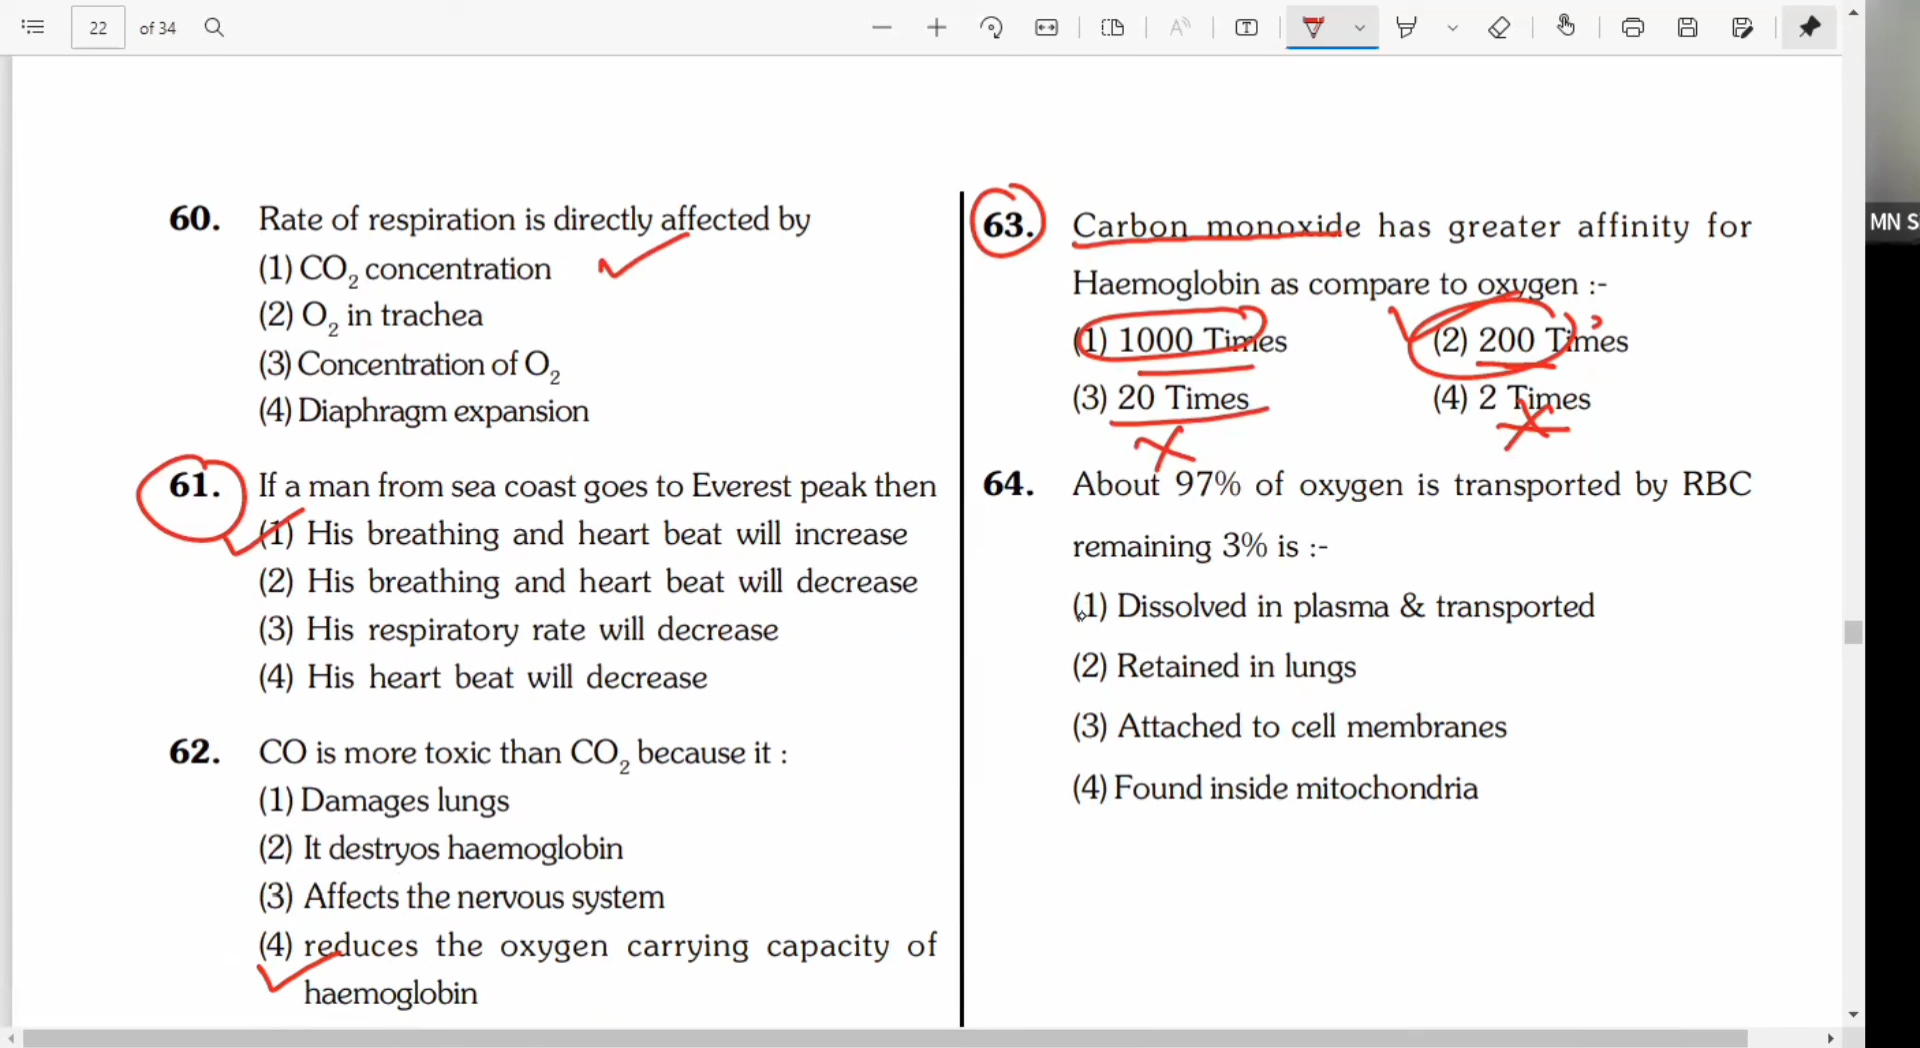 22 of 34
MN S
60. Rate of respiration is directly affected by
(1) CO₂ concentration
(2) O₂ in trachea
(3) Concentration of O₂
(4) Diaphragm expansion
61. If a man from sea coast goes to Everest peak then
(1) His breathing and heart beat will increase
(2) His breathing and heart beat will decrease
(3) His respiratory rate will decrease
(4) His heart beat will decrease
62. CO is more toxic than CO₂ because it :
(1) Damages lungs
(2) It destryos haemoglobin
(3) Affects the nervous system
(4) reduces the oxygen carrying capacity of
haemoglobin
63. Carbon monoxide has greater affinity for
Haemoglobin as compare to oxygen :-
(1) 1000 Times (2) 200 Times
(3) 20 Times (4) 2 Times
64. About 97% of oxygen is transported by RBC
remaining 3% is :-
(1) Dissolved in plasma & transported
(2) Retained in lungs
(3) Attached to cell membranes
(4) Found inside mitochondria